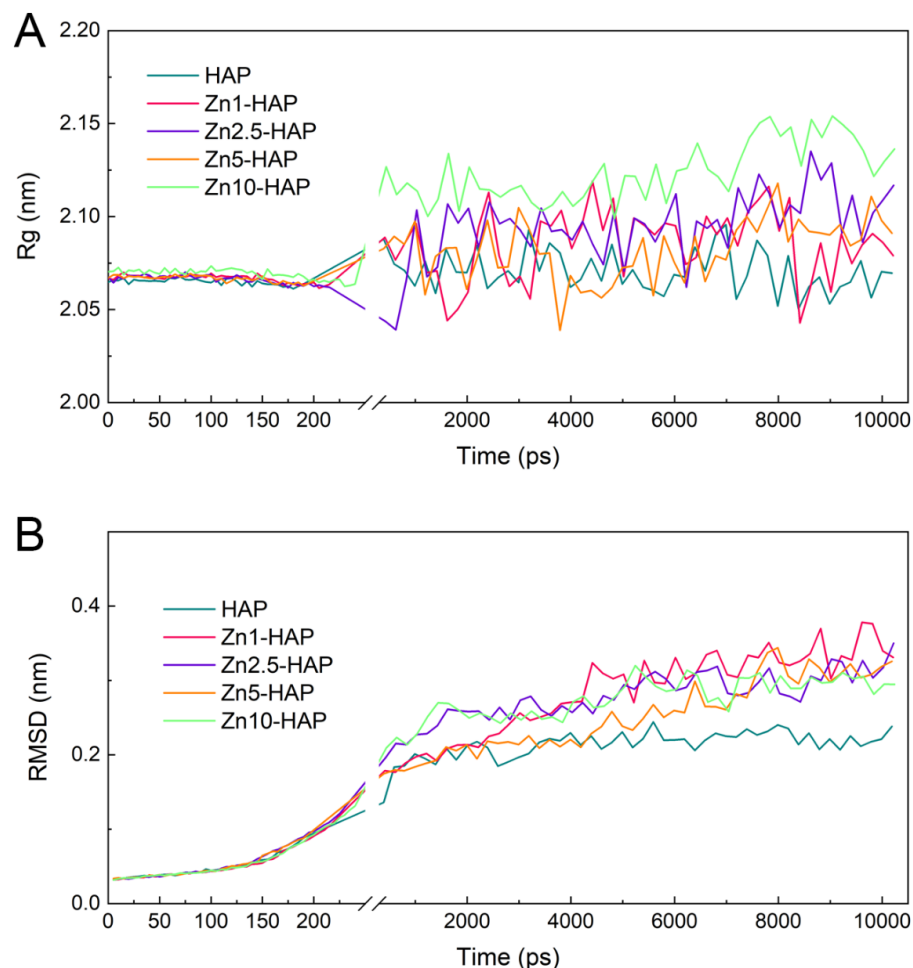 A
2.20
2.15
2.10
2.05
2.00
Rg (nm)
HAP
Zn1-HAP
Zn2.5-HAP
Zn5-HAP
Zn10-HAP
0 50 100 150 200 2000 4000 6000 8000 10000
Time (ps)
B
0.4
0.2
0.0
RMSD (nm)
HAP
Zn1-HAP
Zn2.5-HAP
Zn5-HAP
Zn10-HAP
0 50 100 150 200 2000 4000 6000 8000 10000
Time (ps)